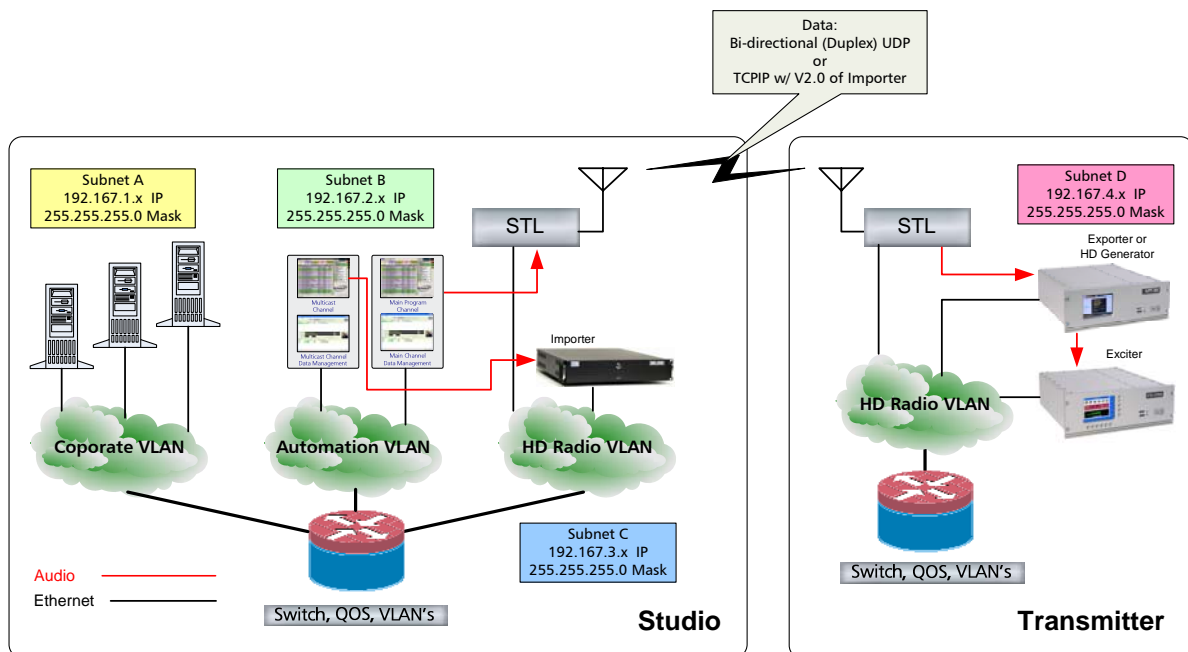 Data:
Bi-directional (Duplex) UDP
or
TCPIP w/ V2.0 of Importer
Subnet A
192.167.1.x IP
255.255.255.0 Mask
Subnet B
192.167.2.x IP
255.255.255.0 Mask
STL
Multicast
Channel
Main Program
Channel
Multicast Channel
Data Management
Main Channel
Data Management
Importer
Coporate VLAN
Automation VLAN
HD Radio VLAN
Subnet C
192.167.3.x IP
255.255.255.0 Mask
Audio
Ethernet
Switch, QOS, VLAN's
Studio
Subnet D
192.167.4.x IP
255.255.255.0 Mask
STL
Exporter or
HD Generator
Exciter
HD Radio VLAN
Switch, QOS, VLAN's
Transmitter